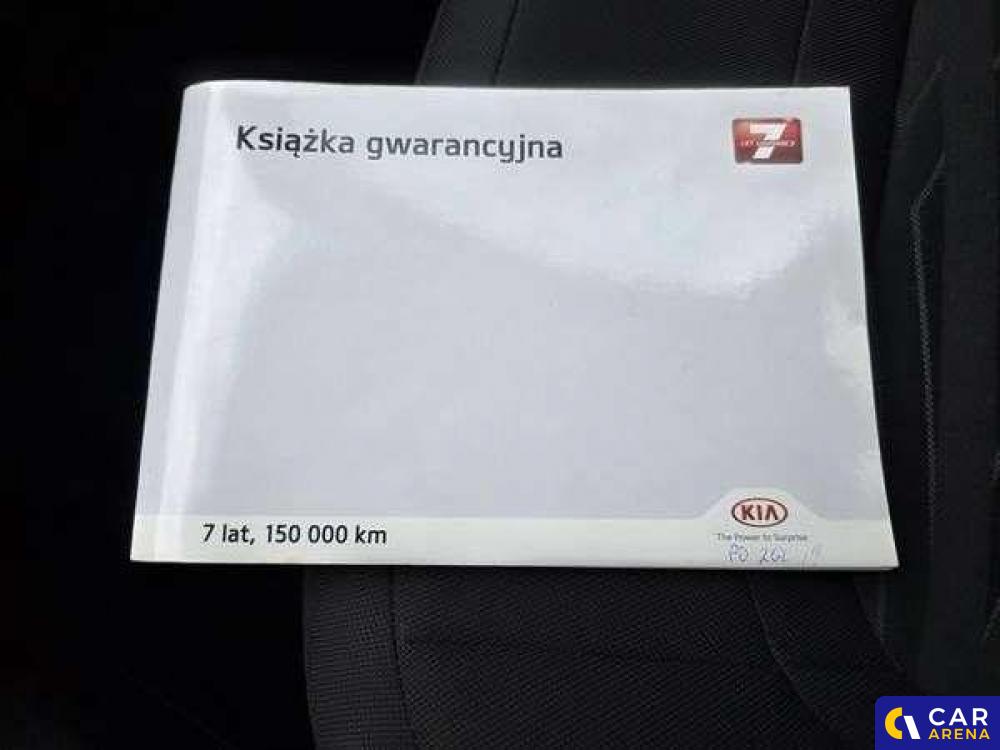 Książka gwarancyjna
7
7 lat, 150 000 km
KIA
The Power to Surprise
CAR
ARENA